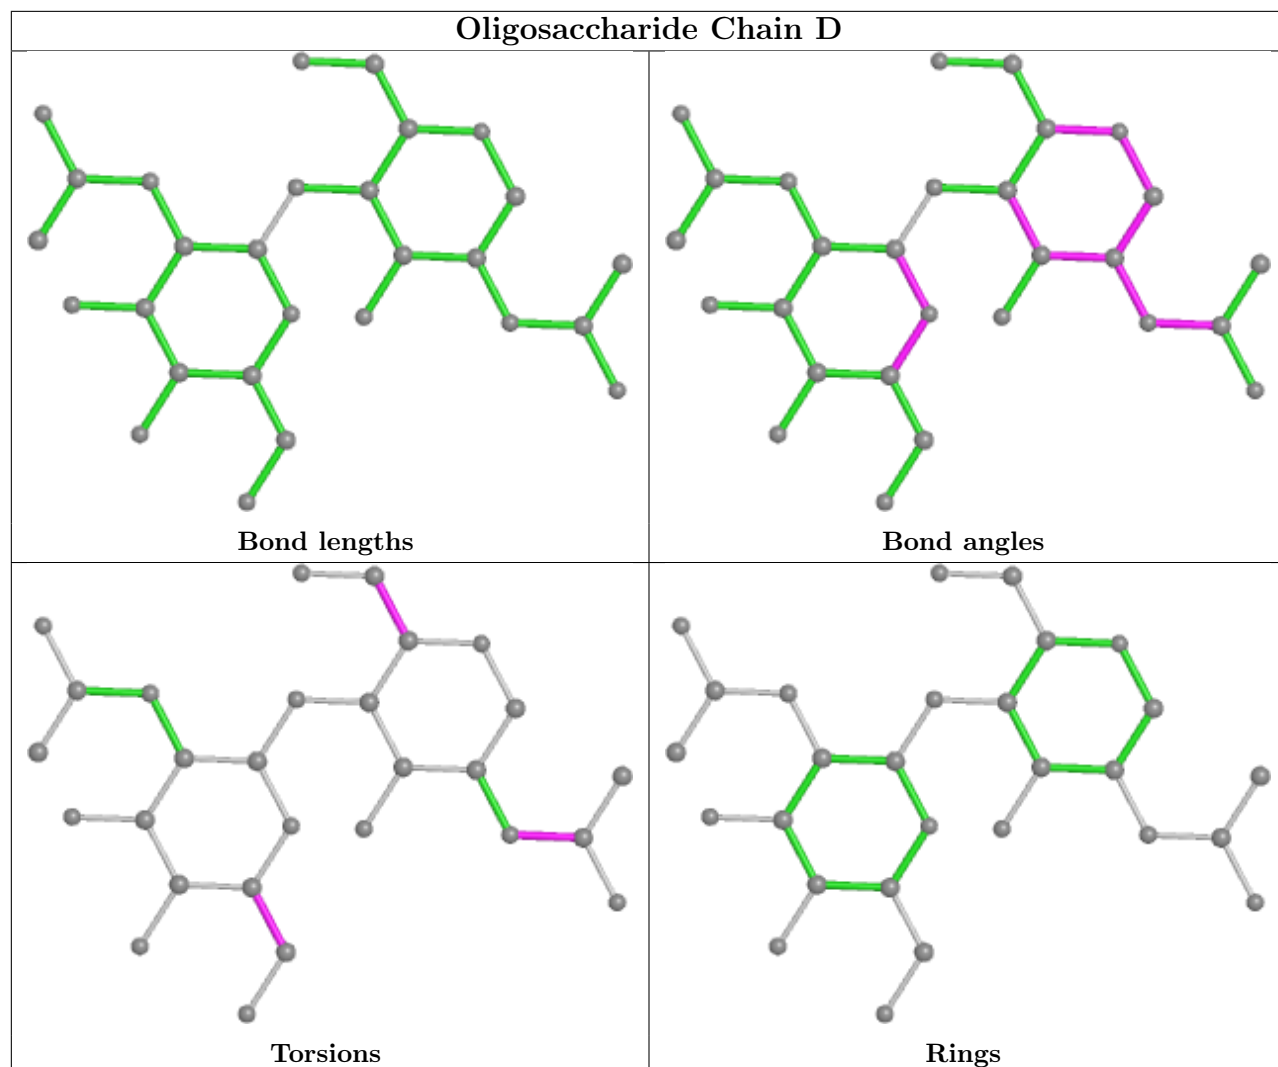 Oligosaccharide Chain D
Bond lengths
Bond angles
Torsions
Rings